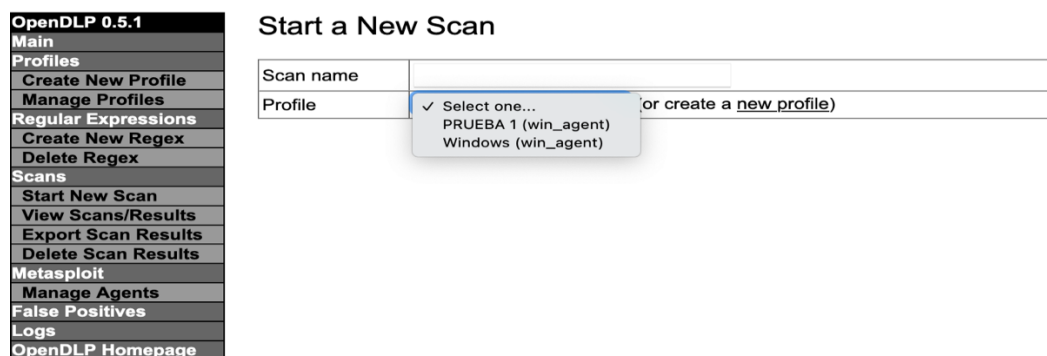 OpenDLP 0.5.1
Main
Profiles
Create New Profile
Manage Profiles
Regular Expressions
Create New Regex
Delete Regex
Scans
Start New Scan
View Scans/Results
Export Scan Results
Delete Scan Results
Metasploit
Manage Agents
False Positives
Logs
OpenDLP Homepage
Start a New Scan
Scan name
Profile
✓ Select one...
PRUEBA 1 (win_agent)
Windows (win_agent)
(or create a new profile)